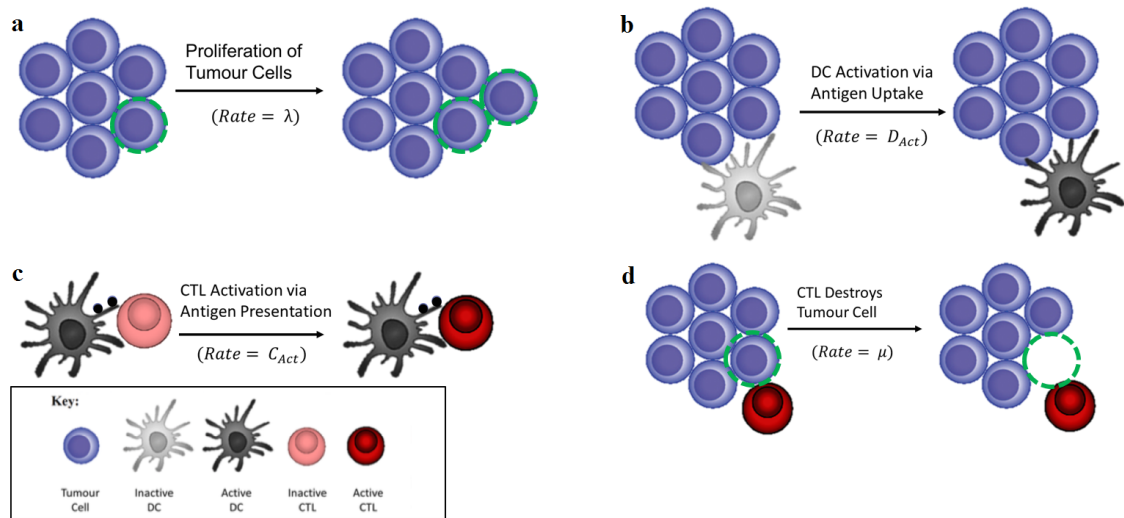 a
Proliferation of
Tumour Cells
(Rate = λ)
b
DC Activation via
Antigen Uptake
(Rate = D_Act)
c
CTL Activation via
Antigen Presentation
(Rate = C_Act)
d
CTL Destroys
Tumour Cell
(Rate = μ)
Key:
Tumour
Cell
Inactive
DC
Active
DC
Inactive
CTL
Active
CTL